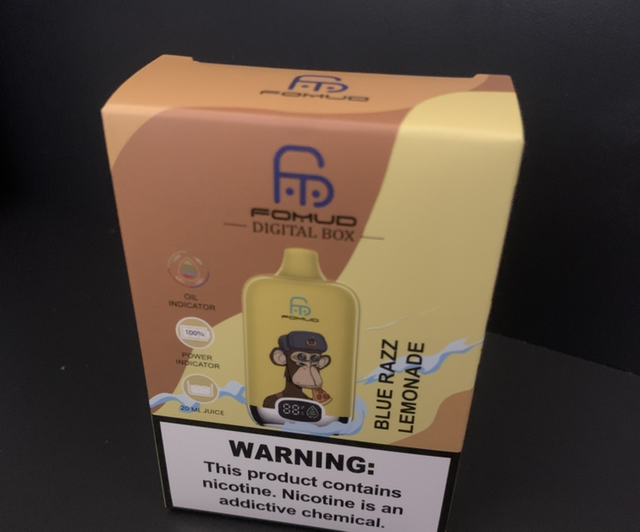 FOMUD
FOMUD
DIGITAL BOX
OIL
INDICATOR
100%
POWER
INDICATOR
20 ML JUICE
FOMUD
88
BLUE RAZZ
LEMONADE
WARNING:
This product contains
nicotine. Nicotine is an
addictive chemical.